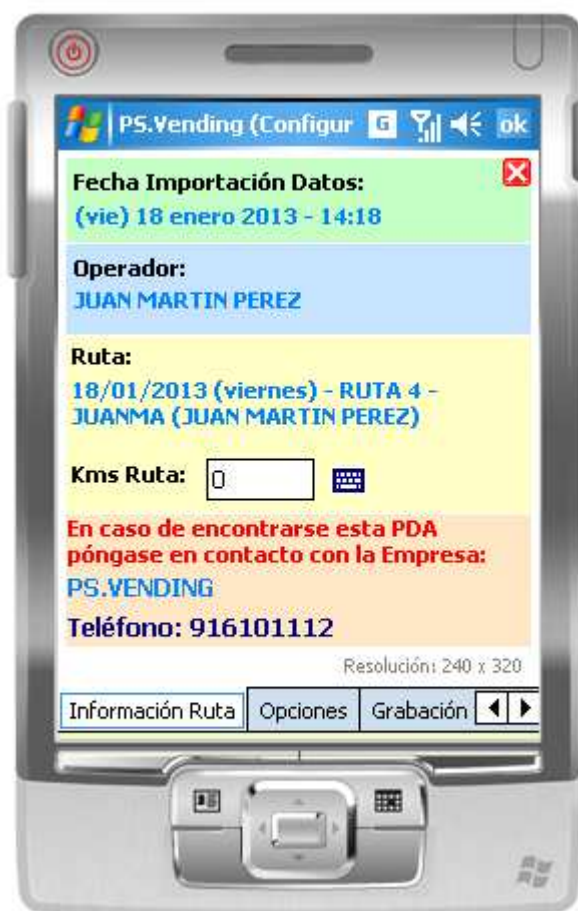 PS.Vending (Configur G ok
Fecha Importación Datos:
(vie) 18 enero 2013 - 14:18
Operador:
JUAN MARTIN PEREZ
Ruta:
18/01/2013 (viernes) - RUTA 4 -
JUANMA (JUAN MARTIN PEREZ)
Kms Ruta: 0
En caso de encontrarse esta PDA
póngase en contacto con la Empresa:
PS.VENDING
Teléfono: 916101112
Resolución: 240 x 320
Información Ruta Opciones Grabación